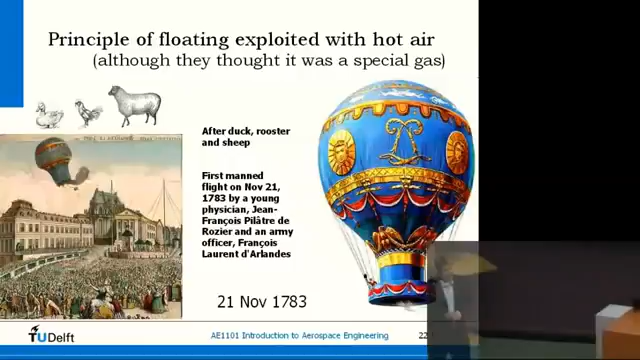 Principle of floating exploited with hot air
(although they thought it was a special gas)
After duck, rooster
and sheep
First manned
flight on Nov 21,
1783 by a young
physician, Jean-
François Pilâtre de
Rozier and an army
officer, François
Laurent d'Arlandes
21 Nov 1783
TUDelft
AE1101 Introduction to Aerospace Engineering
22